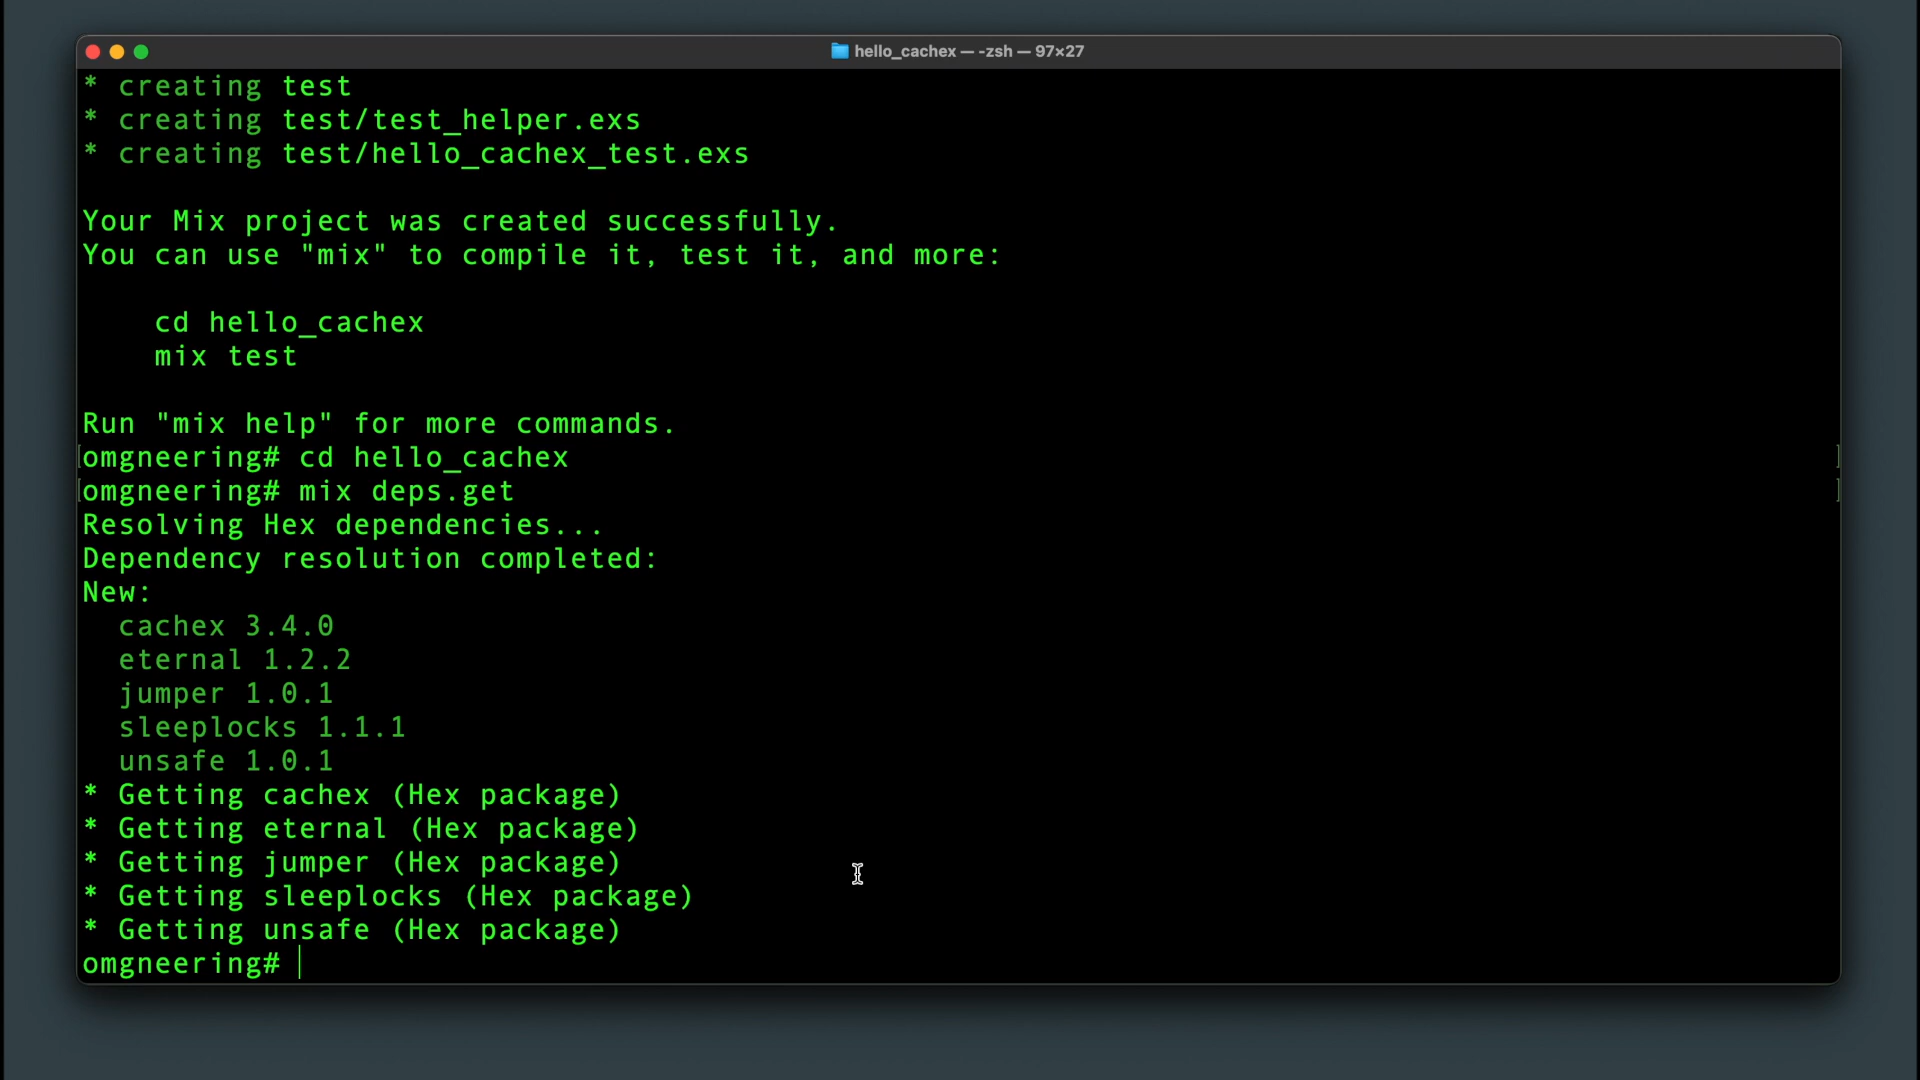 hello_cachex — -zsh — 97×27
* creating test
* creating test/test_helper.exs
* creating test/hello_cachex_test.exs
Your Mix project was created successfully.
You can use "mix" to compile it, test it, and more:
cd hello_cachex
mix test
Run "mix help" for more commands.
[omgneering# cd hello_cachex ]
[omgneering# mix deps.get ]
Resolving Hex dependencies...
Dependency resolution completed:
New:
cachex 3.4.0
eternal 1.2.2
jumper 1.0.1
sleeplocks 1.1.1
unsafe 1.0.1
* Getting cachex (Hex package)
* Getting eternal (Hex package)
* Getting jumper (Hex package)
* Getting sleeplocks (Hex package)
* Getting unsafe (Hex package)
omgneering#